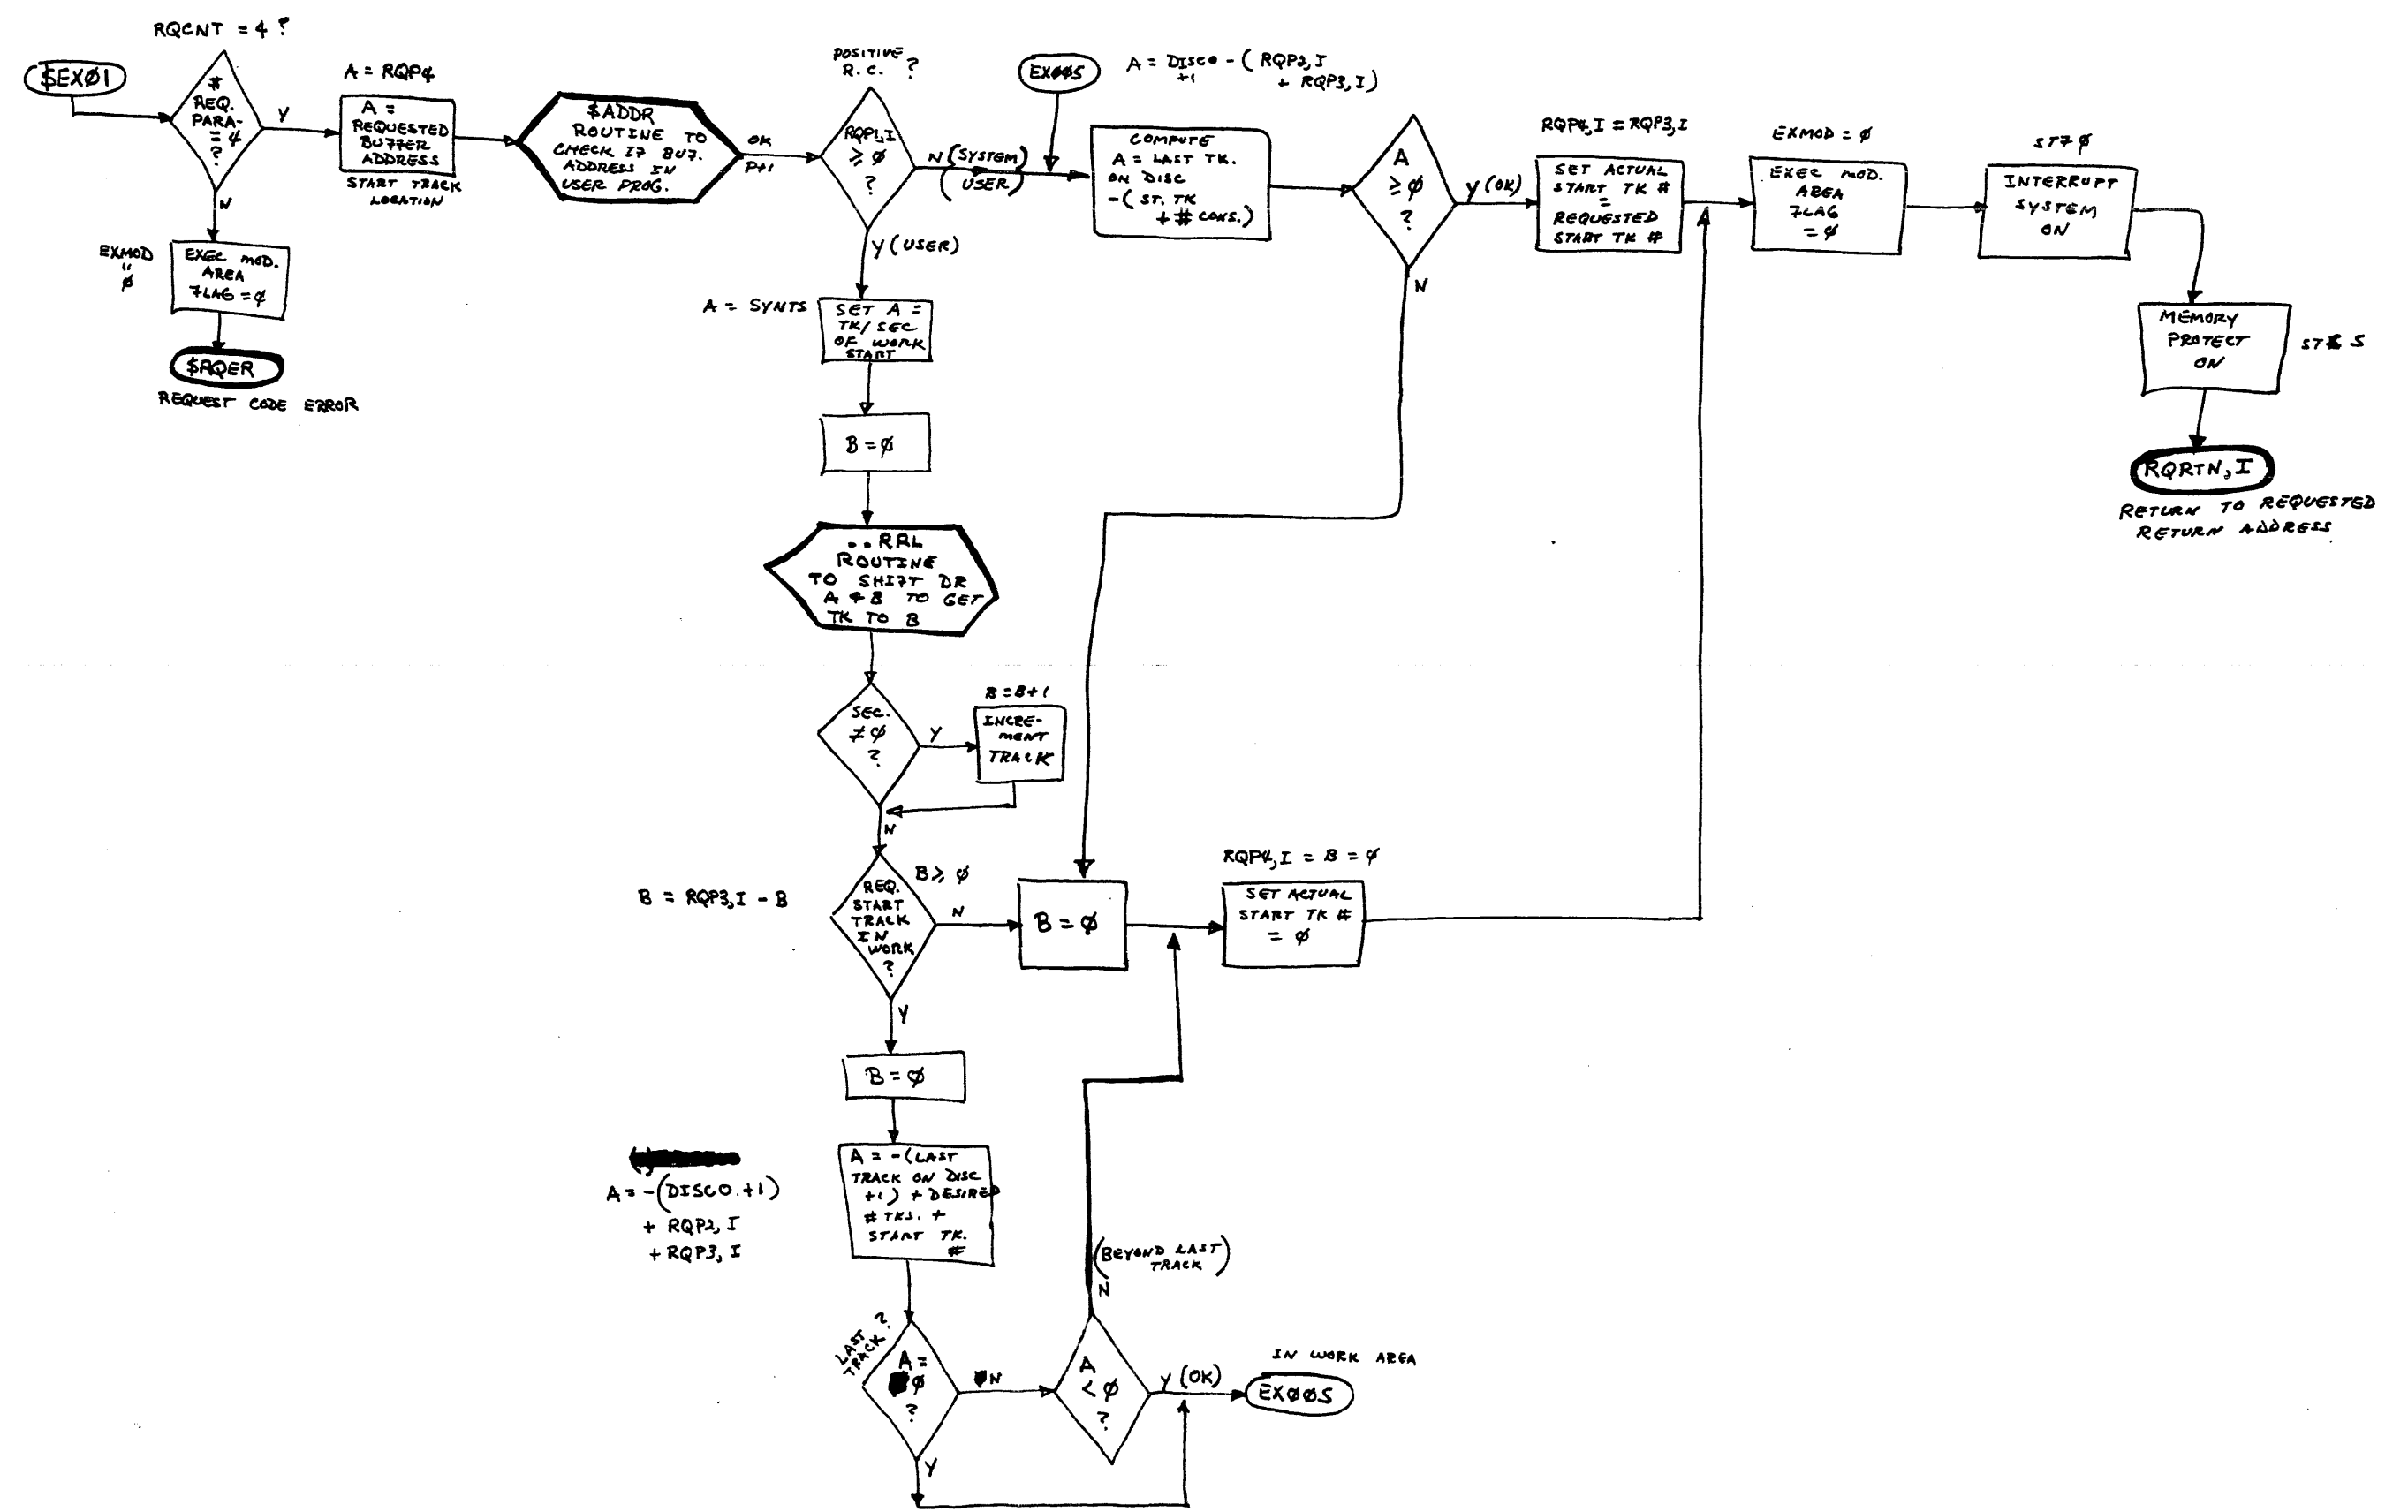 RQCNT = 4 ?
$EXØ1
#
REQ.
PARA-
= 4
?
Y
N
EXMOD
"
Ø
EXEC MOD.
AREA
FLAG = Ø
$RQER
REQUEST CODE ERROR
A = RQP4
A =
REQUESTED
BUFFER
ADDRESS
START TRACK
LOCATION
$ADDR
ROUTINE TO
CHECK IF BUF.
ADDRESS IN
USER PROG.
OK
P+1
POSITIVE
R.C. ?
RQP1,I
≥ Ø
?
N (SYSTEM)
(USER)
Y (USER)
EXØØ5
A = DISCO - ( RQP2,I
+1
+ RQP3,I )
COMPUTE
A = LAST TK.
ON DISC
- ( ST. TK
+ # CONS. )
A
≥ Ø
?
Y (OK)
N
RQP4,I = RQP3,I
SET ACTUAL
START TK #
=
REQUESTED
START TK #
EXMOD = Ø
EXEC MOD.
AREA
FLAG
= Ø
STF Ø
INTERRUPT
SYSTEM
ON
MEMORY
PROTECT
ON
5
RQRTN,I
RETURN TO REQUESTED
RETURN ADDRESS
A = SYNTS
SET A =
TK/SEC
OF WORK
START
B = Ø
..RRL
ROUTINE
TO SHIFT OR
A & B TO GET
TK TO B
SEC.
≠ Ø
?
Y
B = B+1
INCRE-
MENT
TRACK
N
B = RQP3,I - B
B ≥ Ø
REQ.
START
TRACK
IN
WORK
?
N
Y
B = Ø
RQP4,I = B = Ø
SET ACTUAL
START TK #
= Ø
B = Ø
A = -(DISCO.+1)
+ RQP2,I
+ RQP3,I
A = -(LAST
TRACK ON DISC
+1) + DESIRED
# TKS. +
START TK.
#
LAST
TRACK ?
A =
Ø
?
N
Y
(BEYOND LAST
TRACK)
N
A
< Ø
?
Y (OK)
IN WORK AREA
EXØØ5